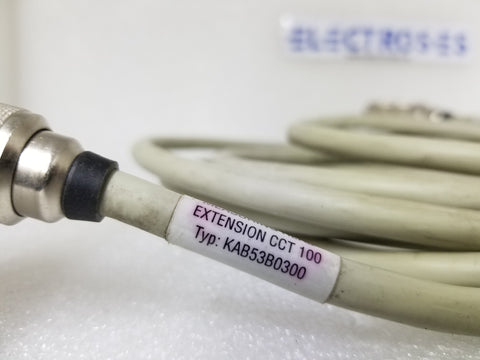 ELECTROSES
EXTENSION CCT 100
Typ: KAB53B0300